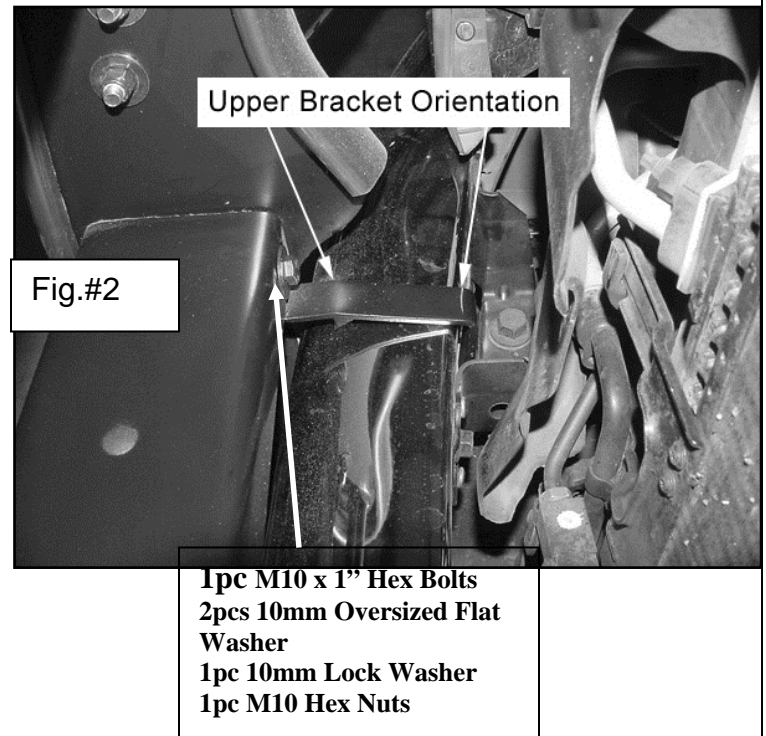 Upper Bracket Orientation
Fig.#2
1pc M10 x 1” Hex Bolts
2pcs 10mm Oversized Flat
Washer
1pc 10mm Lock Washer
1pc M10 Hex Nuts